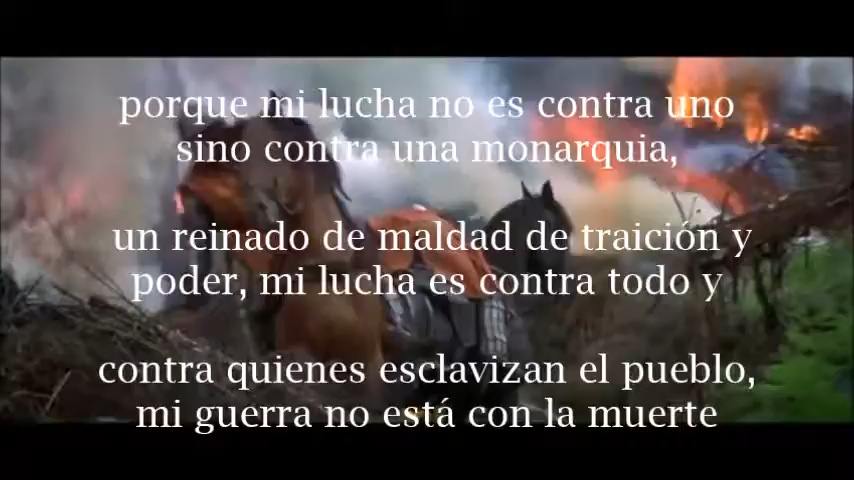 porque mi lucha no es contra uno
sino contra una monarquia,
un reinado de maldad de traición y
poder, mi lucha es contra todo y
contra quienes esclavizan el pueblo,
mi guerra no está con la muerte